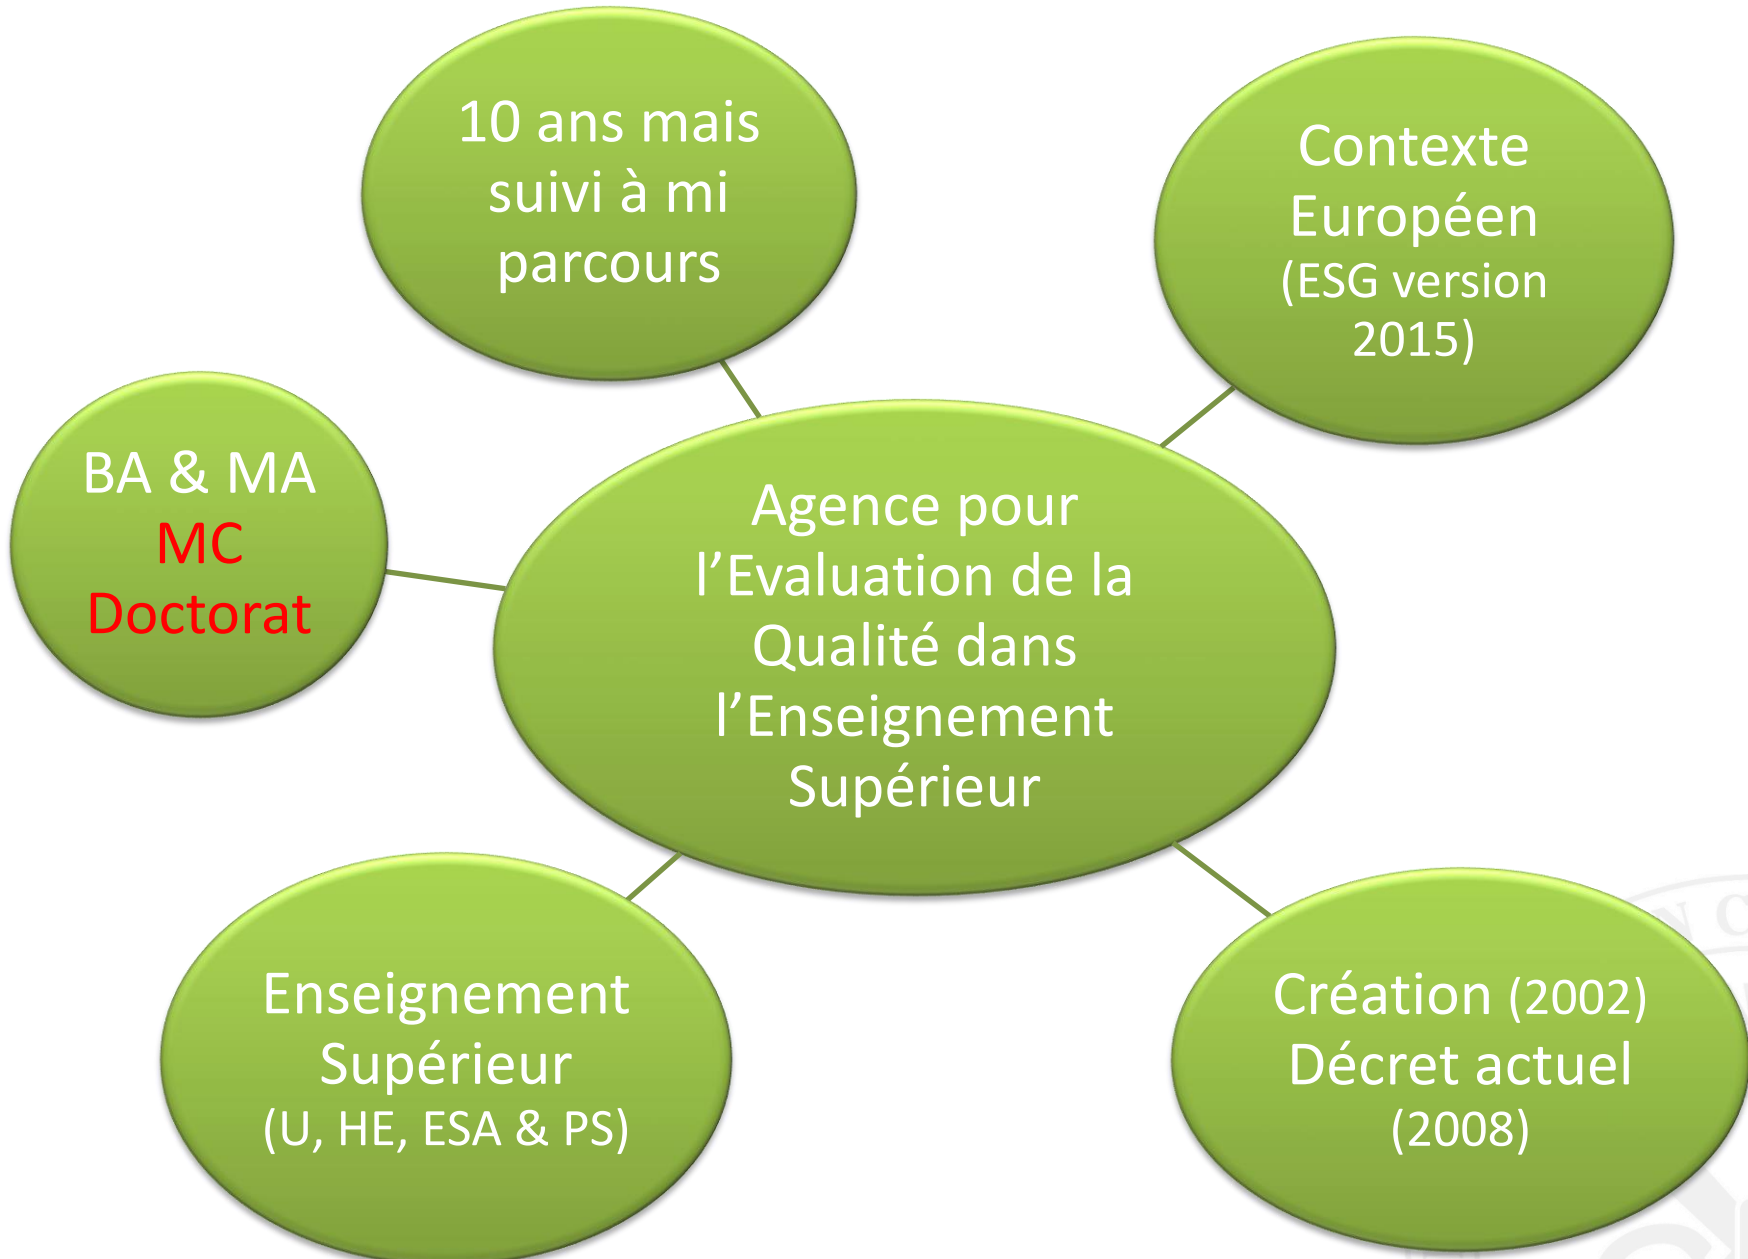 10 ans mais
suivi à mi
parcours
Contexte
Européen
(ESG version
2015)
BA & MA
MC
Doctorat
Agence pour
l’Evaluation de la
Qualité dans
l’Enseignement
Supérieur
Enseignement
Supérieur
(U, HE, ESA & PS)
Création (2002)
Décret actuel
(2008)